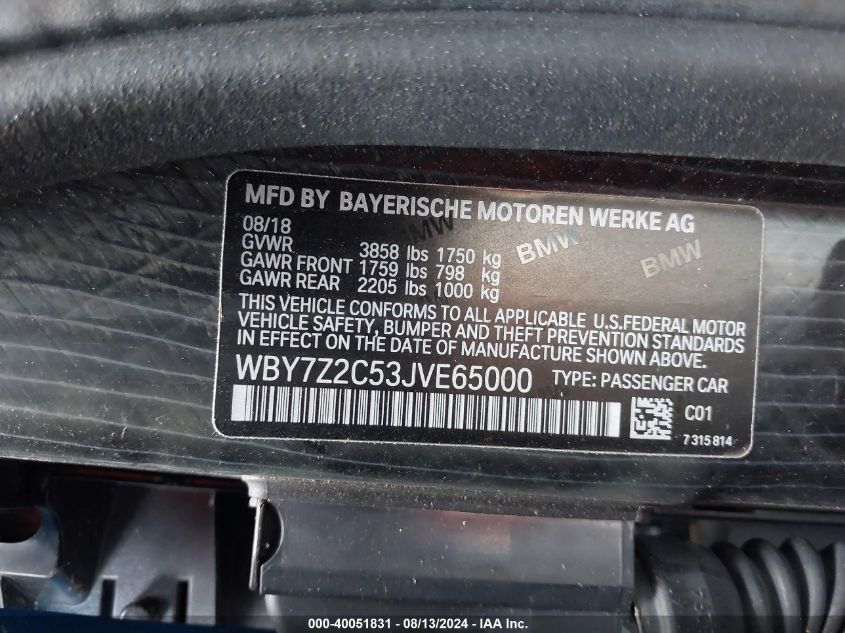 MFD BY BAYERISCHE MOTOREN WERKE AG
08/18
GVWR 3858 lbs 1750 kg
GAWR FRONT 1759 lbs 798 kg
GAWR REAR 2205 lbs 1000 kg
BMW BMW BMW
THIS VEHICLE CONFORMS TO ALL APPLICABLE U.S.FEDERAL MOTOR
VEHICLE SAFETY, BUMPER AND THEFT PREVENTION STANDARDS
IN EFFECT ON THE DATE OF MANUFACTURE SHOWN ABOVE.
WBY7Z2C53JVE65000 TYPE: PASSENGER CAR
C01
7 315 814
000-40051831 - 08/13/2024 - IAA Inc.